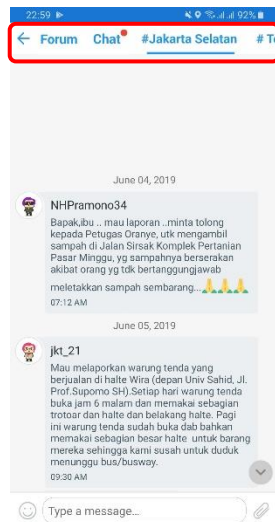 22:59 92%
Forum Chat #Jakarta Selatan # T
June 04, 2019
NHPramono34
Bapak,ibu .. mau laporan ..minta tolong
kepada Petugas Oranye, utk mengambil
sampah di Jalan Sirsak Komplek Pertanian
Pasar Minggu, yg sampahnya berserakan
akibat orang yg tdk bertanggungjawab
meletakkan sampah sembarang...🙏🙏🙏
07:12 AM
June 05, 2019
jkt_21
Mau melaporkan warung tenda yang
berjualan di halte Wira (depan Univ Sahid, Jl.
Prof.Supomo SH).Setiap hari warung tenda
buka jam 6 malam dan memakai sebagian
trotoar dan halte dan belakang halte. Pagi
ini warung tenda sudah buka dab bahkan
memakai sebagian besar halte untuk barang
mereka sehingga kami susah untuk duduk
menunggu bus/busway.
09:30 AM
Type a message...